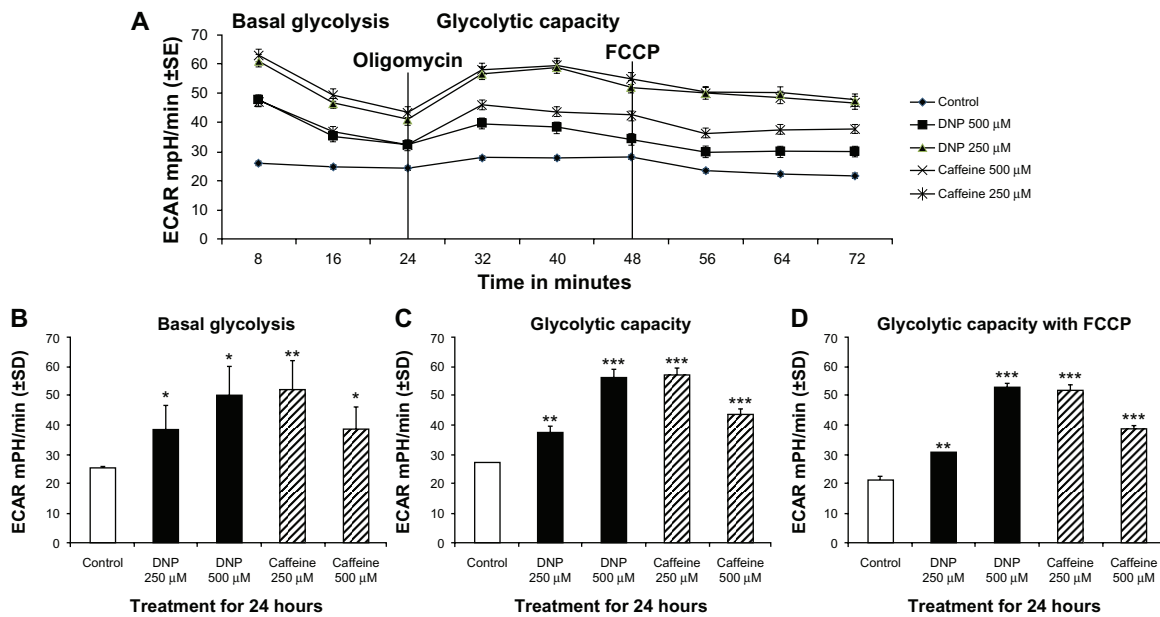 A
Basal glycolysis Glycolytic capacity
Oligomycin FCCP
ECAR mpH/min (±SE)
70
60
50
40
30
20
10
0
8 16 24 32 40 48 56 64 72
Time in minutes
Control
DNP 500 μM
DNP 250 μM
Caffeine 500 μM
Caffeine 250 μM
B
Basal glycolysis
ECAR mPH/min (±SD)
70
60
50
40
30
20
10
0
* * ** *
Control DNP 250 μM DNP 500 μM Caffeine 250 μM Caffeine 500 μM
Treatment for 24 hours
C
Glycolytic capacity
ECAR mPH/min (±SD)
70
60
50
40
30
20
10
0
** *** *** ***
Control DNP 250 μM DNP 500 μM Caffeine 250 μM Caffeine 500 μM
Treatment for 24 hours
D
Glycolytic capacity with FCCP
ECAR mPH/min (±SD)
70
60
50
40
30
20
10
0
** *** *** ***
Control DNP 250 μM DNP 500 μM Caffeine 250 μM Caffeine 500 μM
Treatment for 24 hours